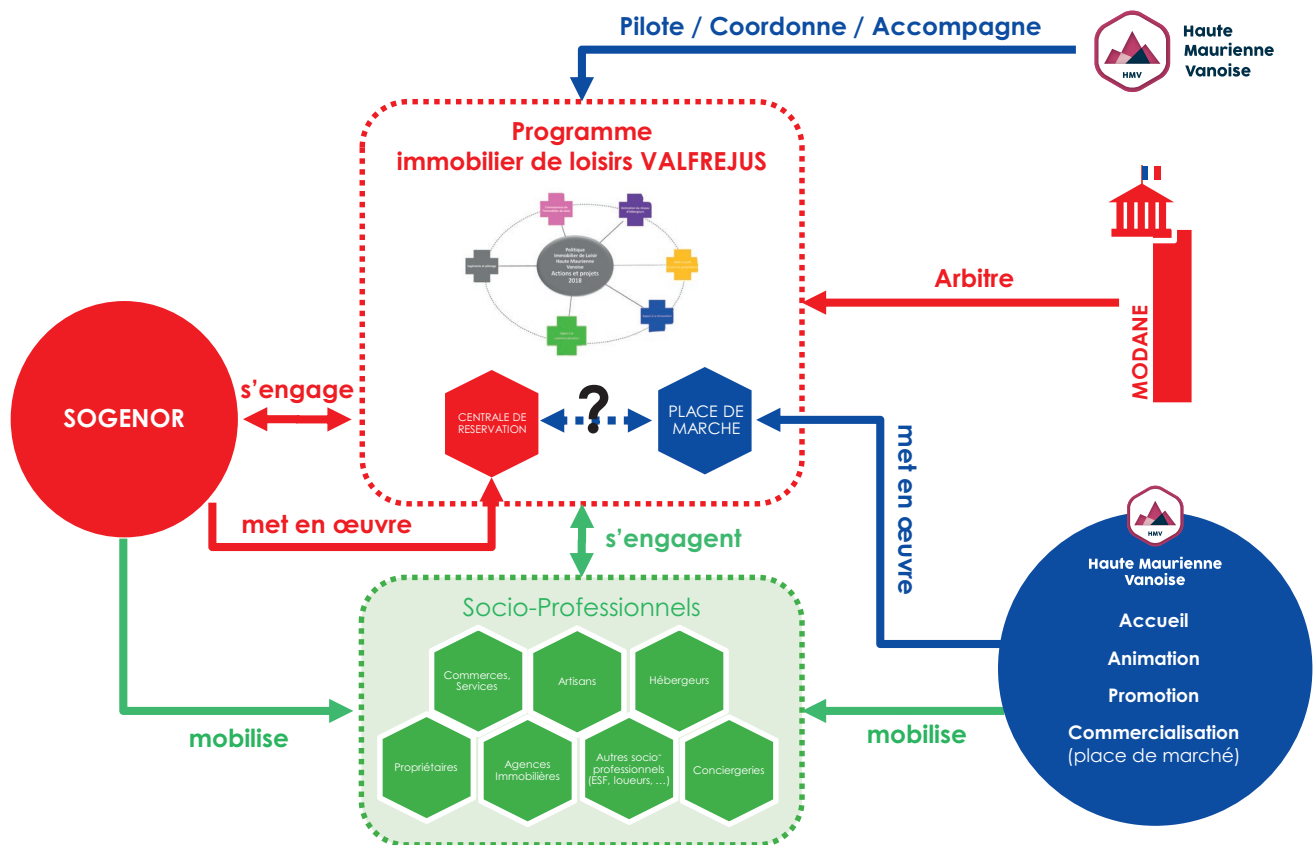 Pilote / Coordonne / Accompagne
HMV
Haute
Maurienne
Vanoise
Programme
immobilier de loisirs VALFREJUS
Politique
Immobilier de Loisir
Haute Maurienne
Vanoise
Actions et projets
2018
Arbitre
MODANE
SOGENOR
s'engage
CENTRALE DE
RESERVATION
?
PLACE DE
MARCHE
met en œuvre
met en œuvre
s'engagent
HMV
Haute Maurienne
Vanoise
Accueil
Animation
Promotion
Commercialisation
(place de marché)
Socio-Professionnels
Commerces,
Services
Artisans
Hébergeurs
Propriétaires
Agences
Immobilières
Autres socio-
professionnels
(ESF, loueurs, …)
Conciergeries
mobilise
mobilise